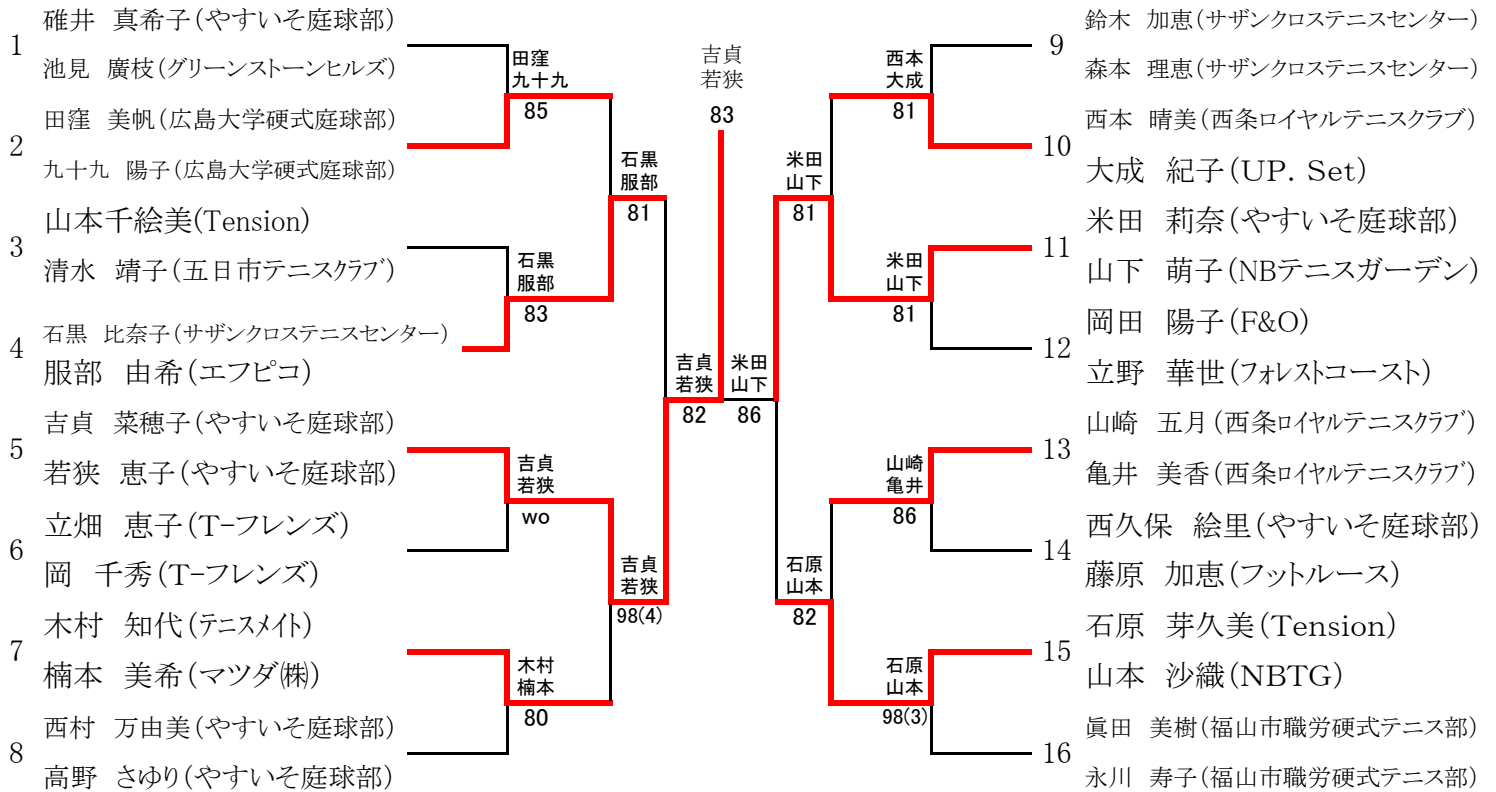 碓井 真希子(やすいそ庭球部)
1
池見 廣枝(グリーンストーンヒルズ)
田窪 美帆(広島大学硬式庭球部)
2
九十九 陽子(広島大学硬式庭球部)
山本千絵美(Tension)
3
清水 靖子(五日市テニスクラブ)
石黒 比奈子(サザンクロステニスセンター)
4
服部 由希(エフピコ)
吉貞 菜穂子(やすいそ庭球部)
5
若狭 恵子(やすいそ庭球部)
立畑 恵子(T-フレンズ)
6
岡 千秀(T-フレンズ)
木村 知代(テニスメイト)
7
楠本 美希(マツダ㈱)
西村 万由美(やすいそ庭球部)
8
高野 さゆり(やすいそ庭球部)
田窪
九十九
85
石黒
服部
83
吉貞
若狭
wo
木村
楠本
80
石黒
服部
81
吉貞
若狭
98(4)
吉貞
若狭
82
吉貞
若狭
83
米田
山下
86
米田
山下
81
石原
山本
82
西本
大成
81
米田
山下
81
山崎
亀井
86
石原
山本
98(3)
鈴木 加恵(サザンクロステニスセンター)
9
森本 理恵(サザンクロステニスセンター)
西本 晴美(西条ロイヤルテニスクラブ)
10
大成 紀子(UP. Set)
米田 莉奈(やすいそ庭球部)
11
山下 萌子(NBテニスガーデン)
岡田 陽子(F&O)
12
立野 華世(フォレストコースト)
山崎 五月(西条ロイヤルテニスクラブ)
13
亀井 美香(西条ロイヤルテニスクラブ)
西久保 絵里(やすいそ庭球部)
14
藤原 加恵(フットルース)
石原 芽久美(Tension)
15
山本 沙織(NBTG)
眞田 美樹(福山市職労硬式テニス部)
16
永川 寿子(福山市職労硬式テニス部)